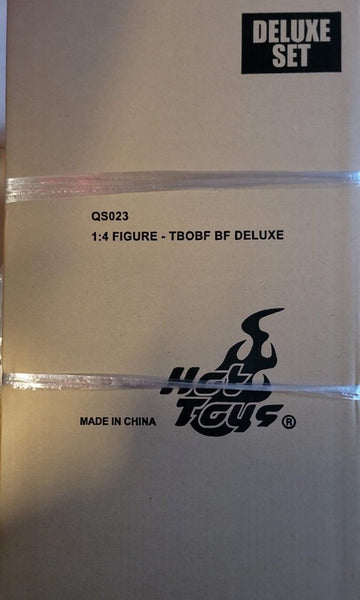 DELUXE
SET
QS023
1:4 FIGURE - TBOBF BF DELUXE
Hot
Toys®
MADE IN CHINA